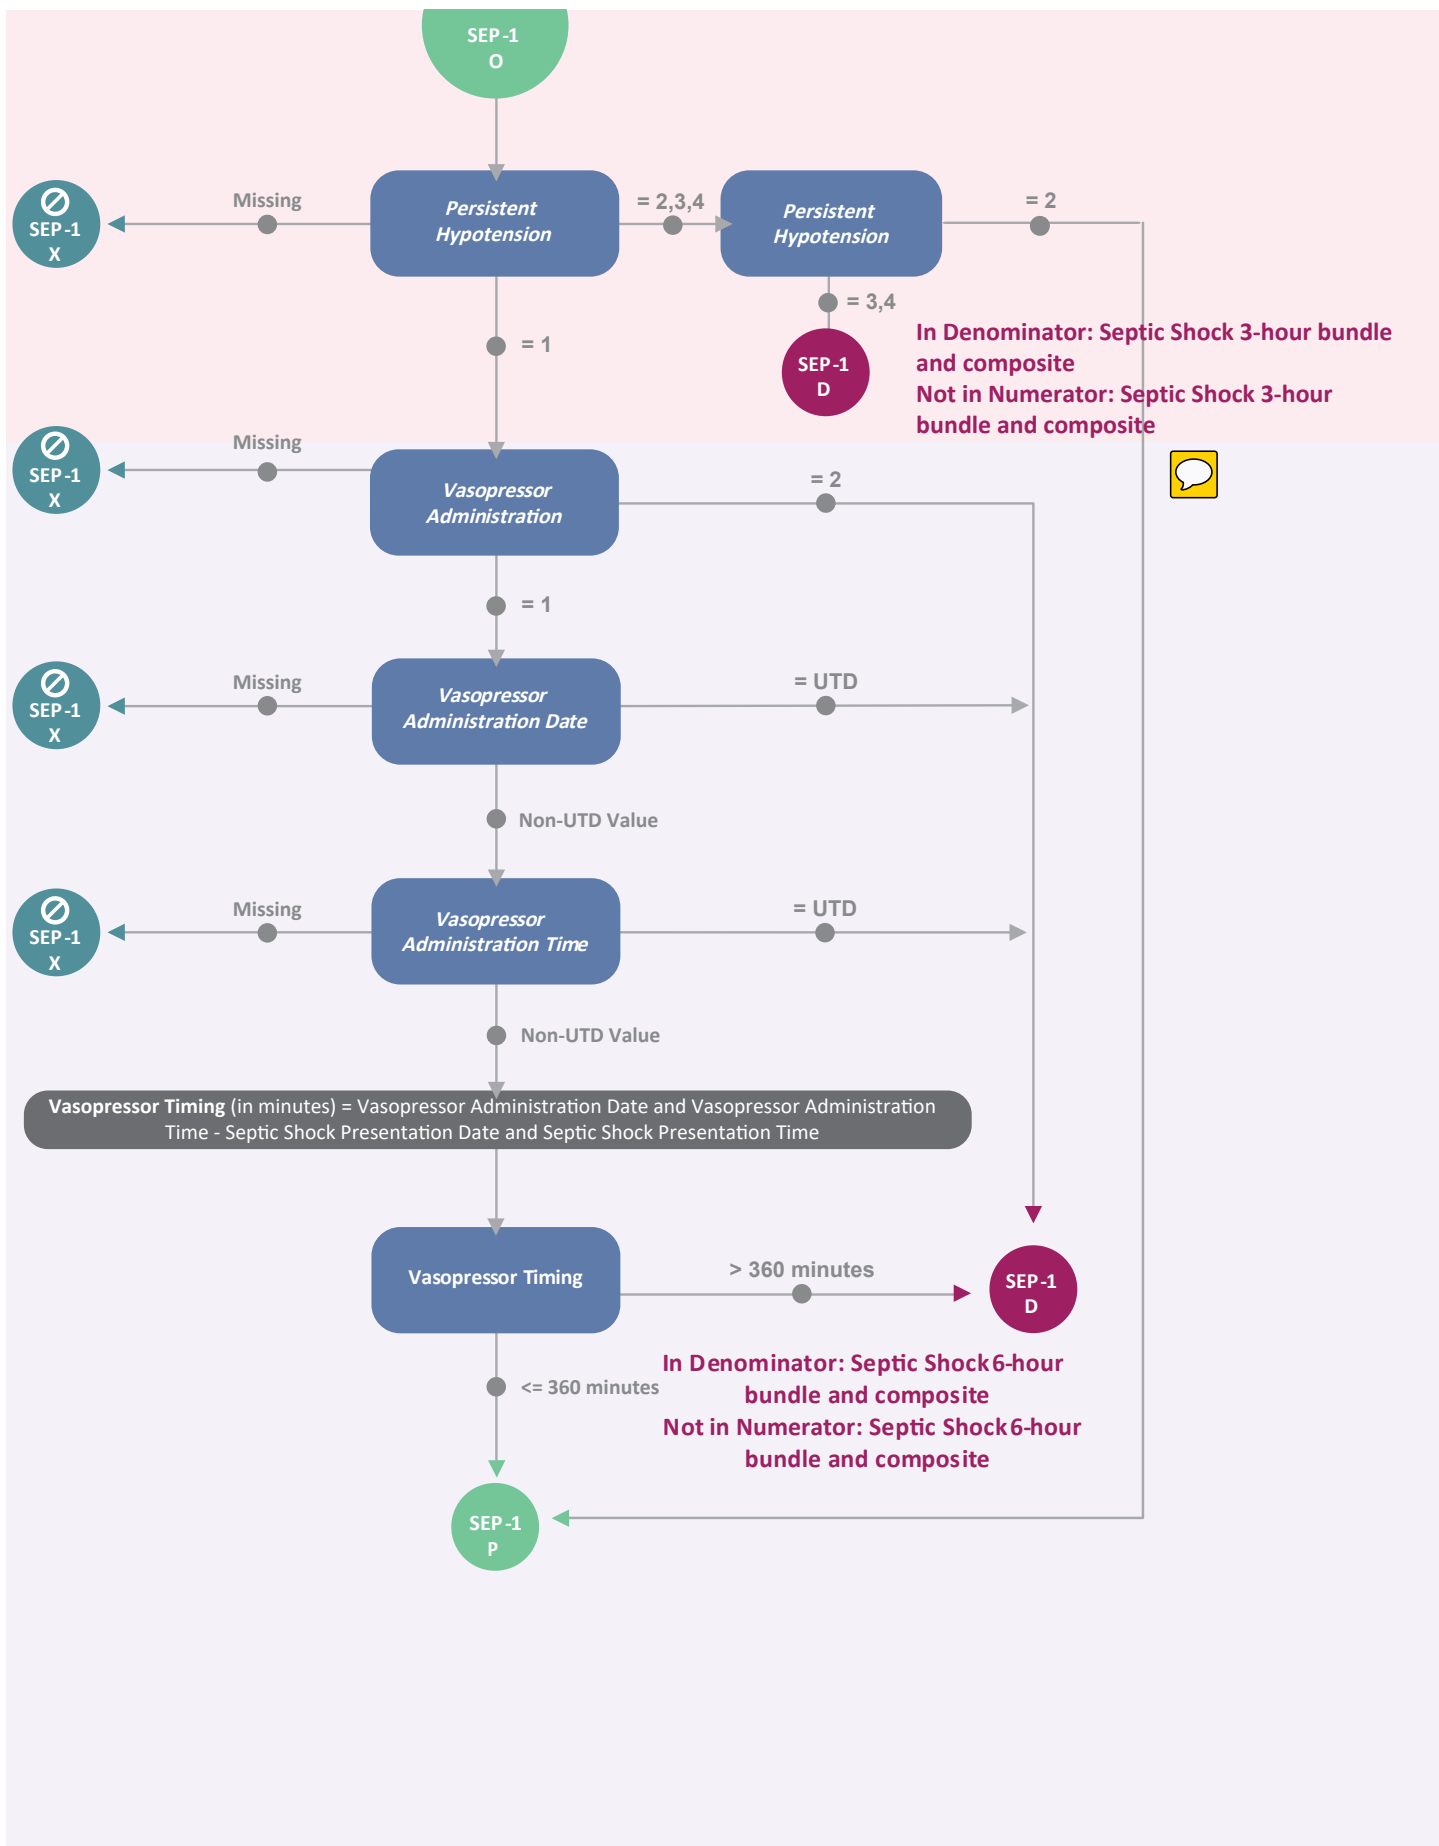 SEP-1
O
Missing
Persistent
Hypotension
= 2,3,4
Persistent
Hypotension
= 2
SEP-1
X
= 3,4
= 1
SEP-1
D
In Denominator: Septic Shock 3-hour bundle
and composite
Not in Numerator: Septic Shock 3-hour
bundle and composite
Missing
SEP-1
X
Vasopressor
Administration
= 2
= 1
Missing
SEP-1
X
Vasopressor
Administration Date
= UTD
Non-UTD Value
Missing
SEP-1
X
Vasopressor
Administration Time
= UTD
Non-UTD Value
Vasopressor Timing (in minutes) = Vasopressor Administration Date and Vasopressor Administration
Time - Septic Shock Presentation Date and Septic Shock Presentation Time
Vasopressor Timing
> 360 minutes
SEP-1
D
<= 360 minutes
In Denominator: Septic Shock 6-hour
bundle and composite
Not in Numerator: Septic Shock 6-hour
bundle and composite
SEP-1
P